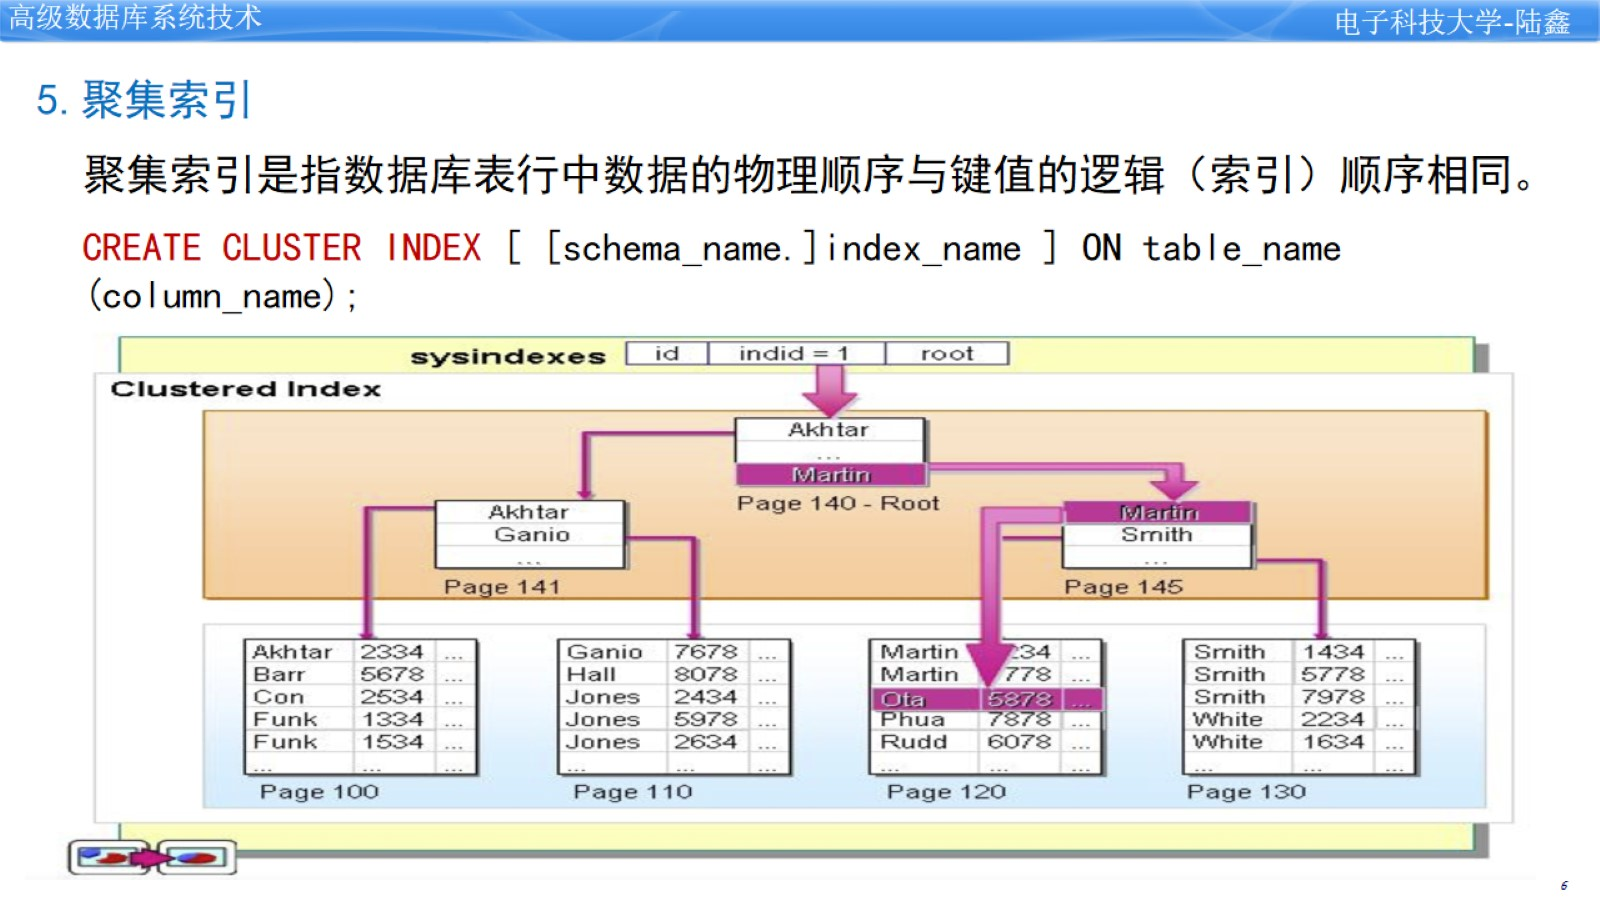 高级数据库系统技术
电子科技大学-陆鑫
5. 聚集索引
聚集索引是指数据库表行中数据的物理顺序与键值的逻辑（索引）顺序相同。
CREATE CLUSTER INDEX [ [schema_name.]index_name ] ON table_name
(column_name);
sysindexes id indid = 1 root
Clustered Index
Akhtar
...
Martin
Page 140 - Root
Akhtar
Ganio
...
Page 141
Martin
Smith
...
Page 145
Akhtar 2334 ...
Barr 5678 ...
Con 2534 ...
Funk 1334 ...
Funk 1534 ...
... ... ...
Page 100
Ganio 7678 ...
Hall 8078 ...
Jones 2434 ...
Jones 5978 ...
Jones 2634 ...
... ... ...
Page 110
Martin 234 ...
Martin 778 ...
Ota 5878 ...
Phua 7878 ...
Rudd 6078 ...
... ... ...
Page 120
Smith 1434 ...
Smith 5778 ...
Smith 7978 ...
White 2234 ...
White 1634 ...
... ... ...
Page 130
6